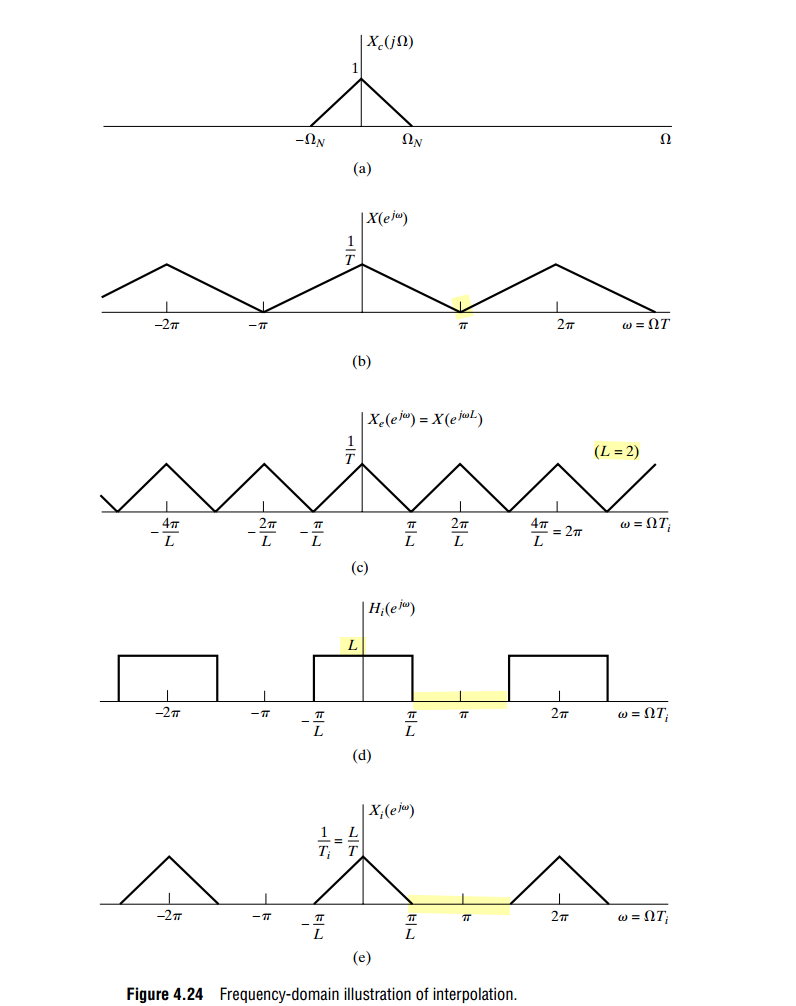 X_c(jΩ)
1
−Ω_N
Ω_N
Ω
(a)
X(e^{jω})
1/T
−2π
−π
π
2π
ω = ΩT
(b)
X_e(e^{jω}) = X(e^{jωL})
1/T
(L = 2)
−4π/L
−2π/L
−π/L
π/L
2π/L
4π/L = 2π
ω = ΩT_i
(c)
H_i(e^{jω})
L
−2π
−π
−π/L
π/L
π
2π
ω = ΩT_i
(d)
X_i(e^{jω})
1/T_i = L/T
−2π
−π
−π/L
π/L
π
2π
ω = ΩT_i
(e)
Figure 4.24 Frequency-domain illustration of interpolation.